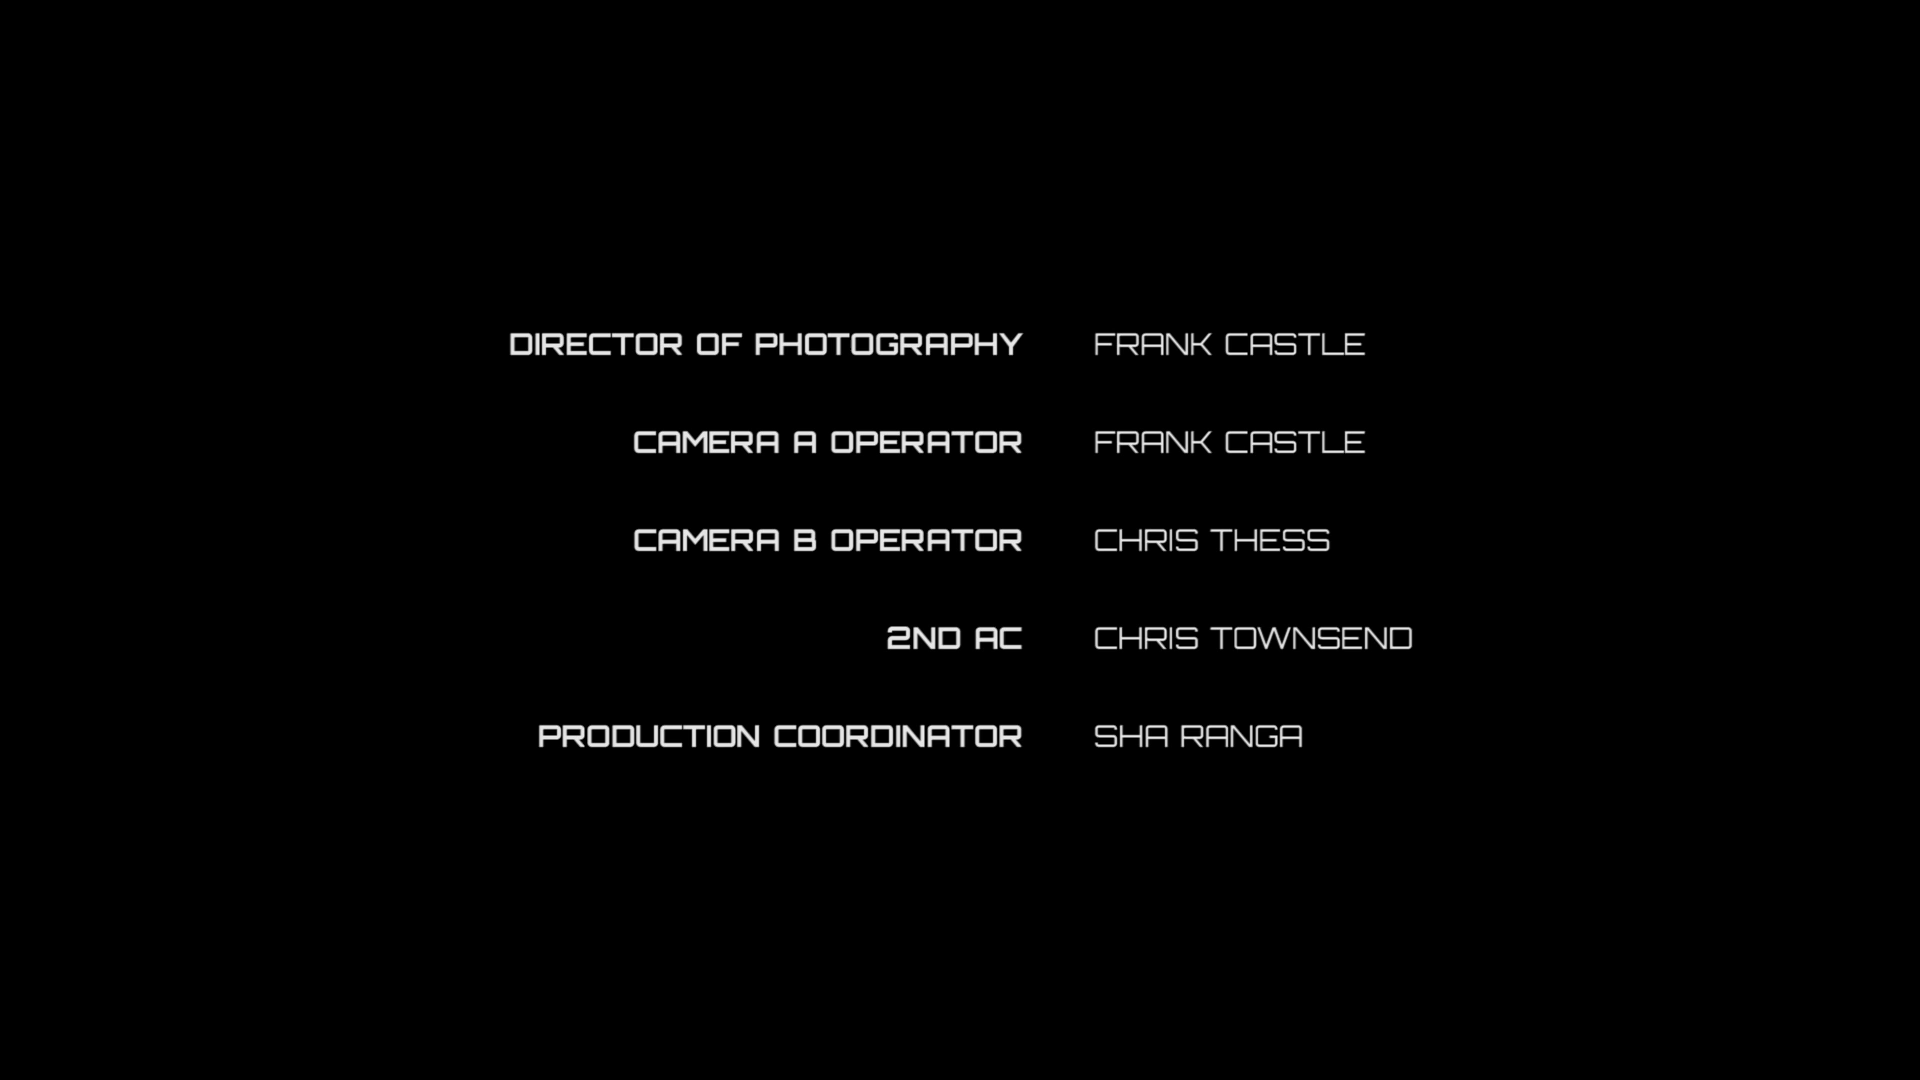 DIRECTOR OF PHOTOGRAPHY FRANK CASTLE
CAMERA A OPERATOR FRANK CASTLE
CAMERA B OPERATOR CHRIS THESS
2ND AC CHRIS TOWNSEND
PRODUCTION COORDINATOR SHA RANGA